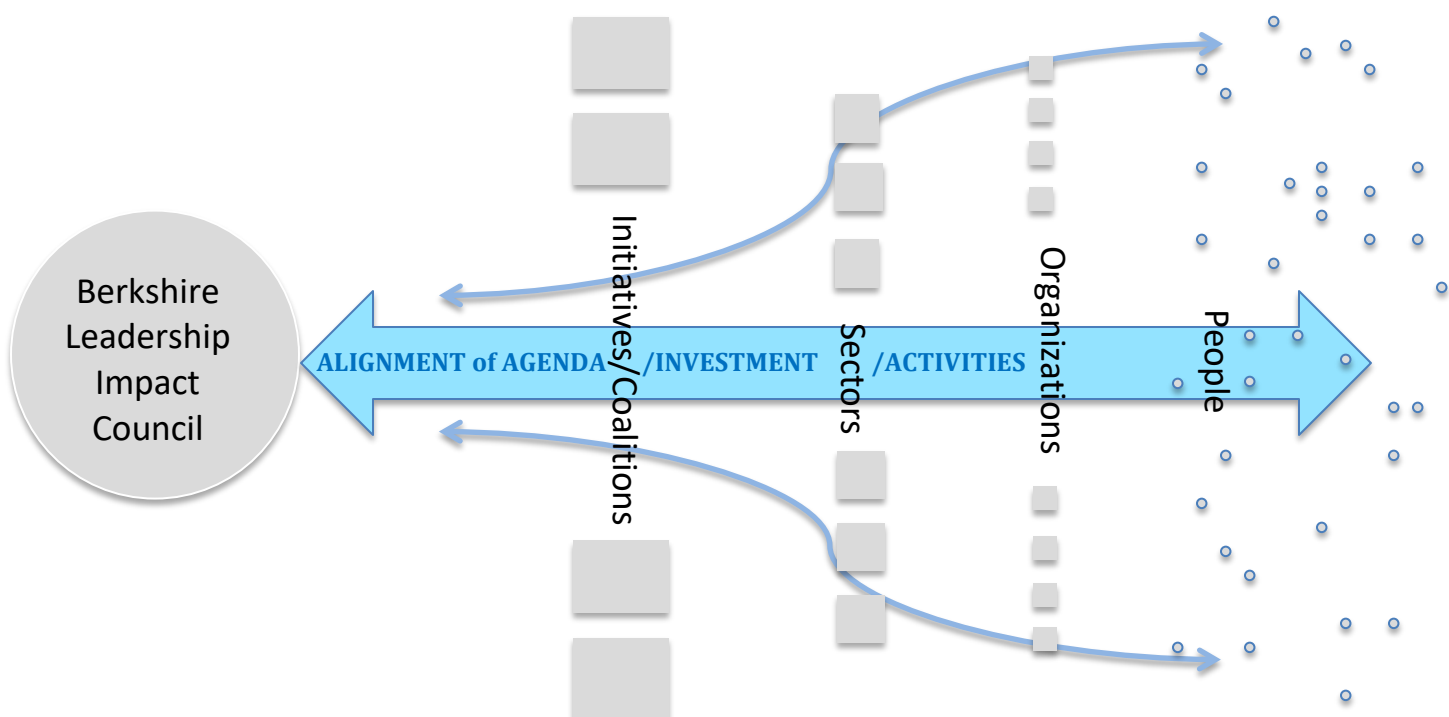 Berkshire
Leadership
Impact
Council
ALIGNMENT of AGENDA /INVESTMENT /ACTIVITIES
Initiatives/Coalitions
Sectors
Organizations
People